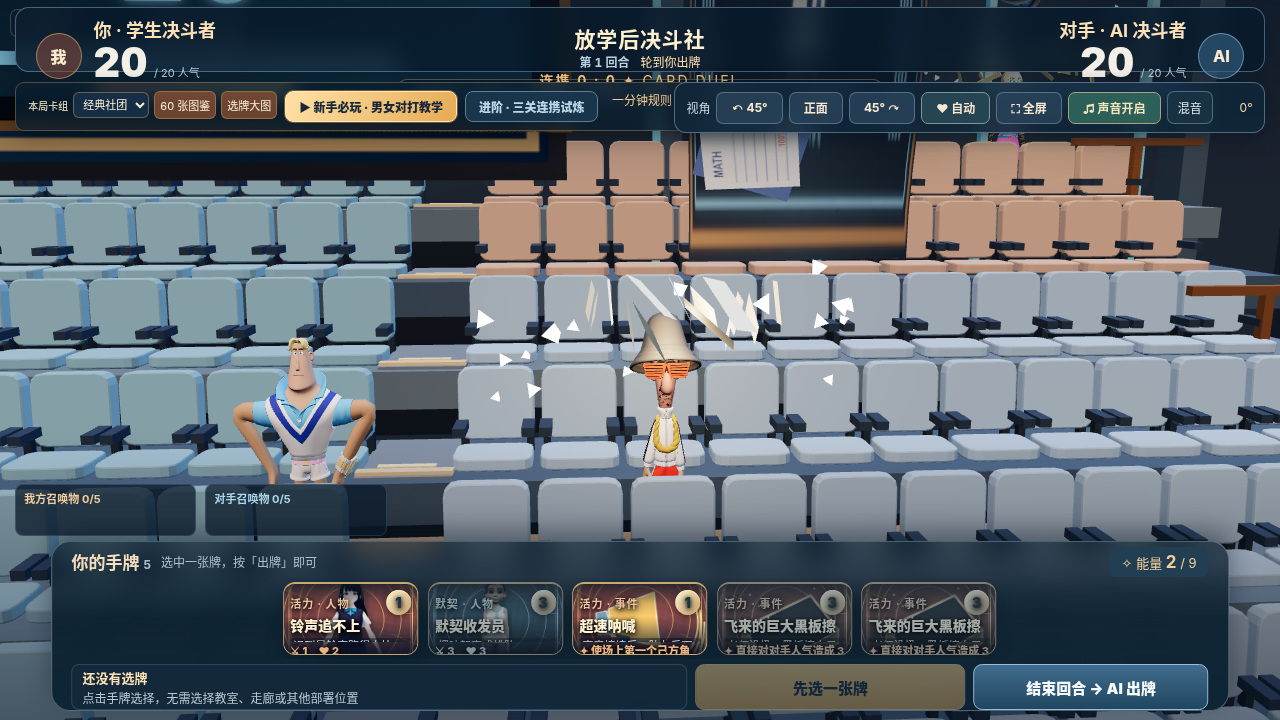 我
你 · 学生决斗者
20 / 20 人气
放学后决斗社
第 1 回合 轮到你出牌
对手 · AI 决斗者
20 / 20 人气
AI
本局卡组 经典社团 60 张图鉴 选牌大图 ▶ 新手必玩 · 男女对打教学 进阶 · 三关连携试炼 一分钟规则
视角 ↶ 45° 正面 45° ↷ ♥ 自动 ⛶ 全屏 ♫ 声音开启 混音 0°
MATH
我方召唤物 0/5
对手召唤物 0/5
你的手牌 5 选中一张牌，按「出牌」即可
✧ 能量 2 / 9
活力 · 人物 1
铃声追不上
⚔ 1 ♥ 2
默契 · 人物 3
默契收发员
⚔ 3 ♥ 3
活力 · 事件 1
超速呐喊
✦ 使场上第一个己方角
活力 · 事件 3
飞来的巨大黑板擦
✦ 直接对对手人气造成 3
活力 · 事件 3
飞来的巨大黑板擦
✦ 直接对对手人气造成 3
还没有选牌
点击手牌选择，无需选择教室、走廊或其他部署位置
先选一张牌
结束回合 → AI 出牌